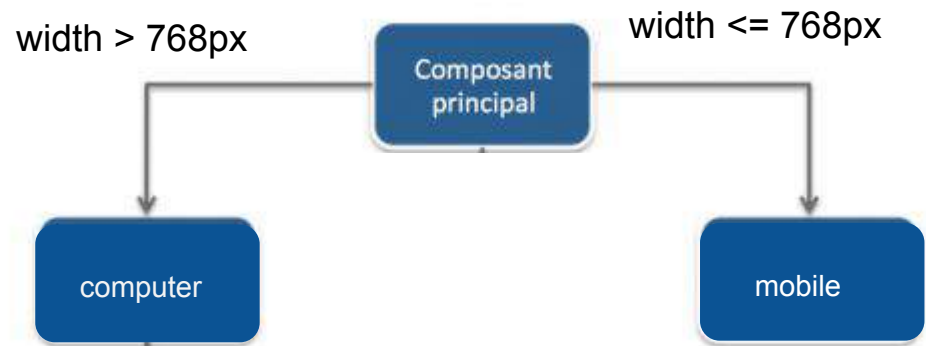 width > 768px
width <= 768px
Composant
principal
computer
mobile